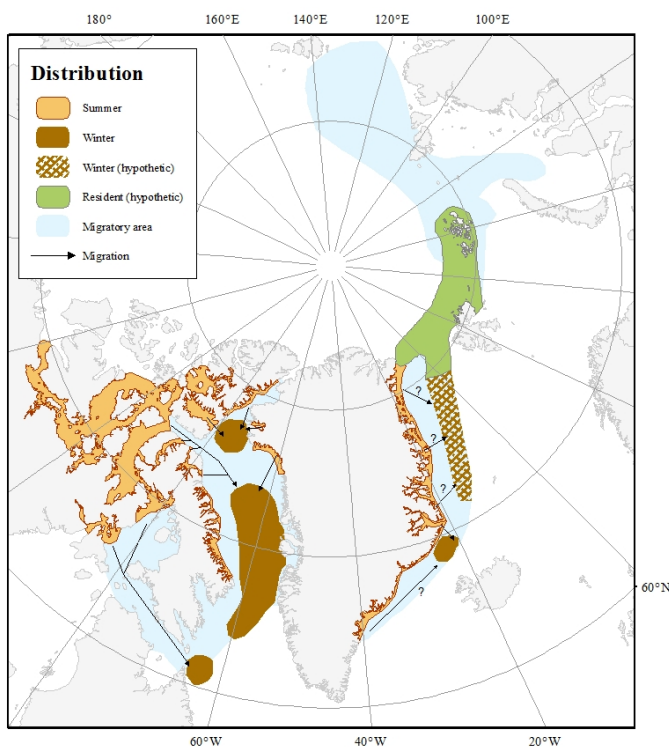 180° 160°E 140°E 120°E 100°E
Distribution
Summer
Winter
Winter (hypothetic)
Resident (hypothetic)
Migratory area
Migration
?
?
?
?
60°N
60°W 40°W 20°W